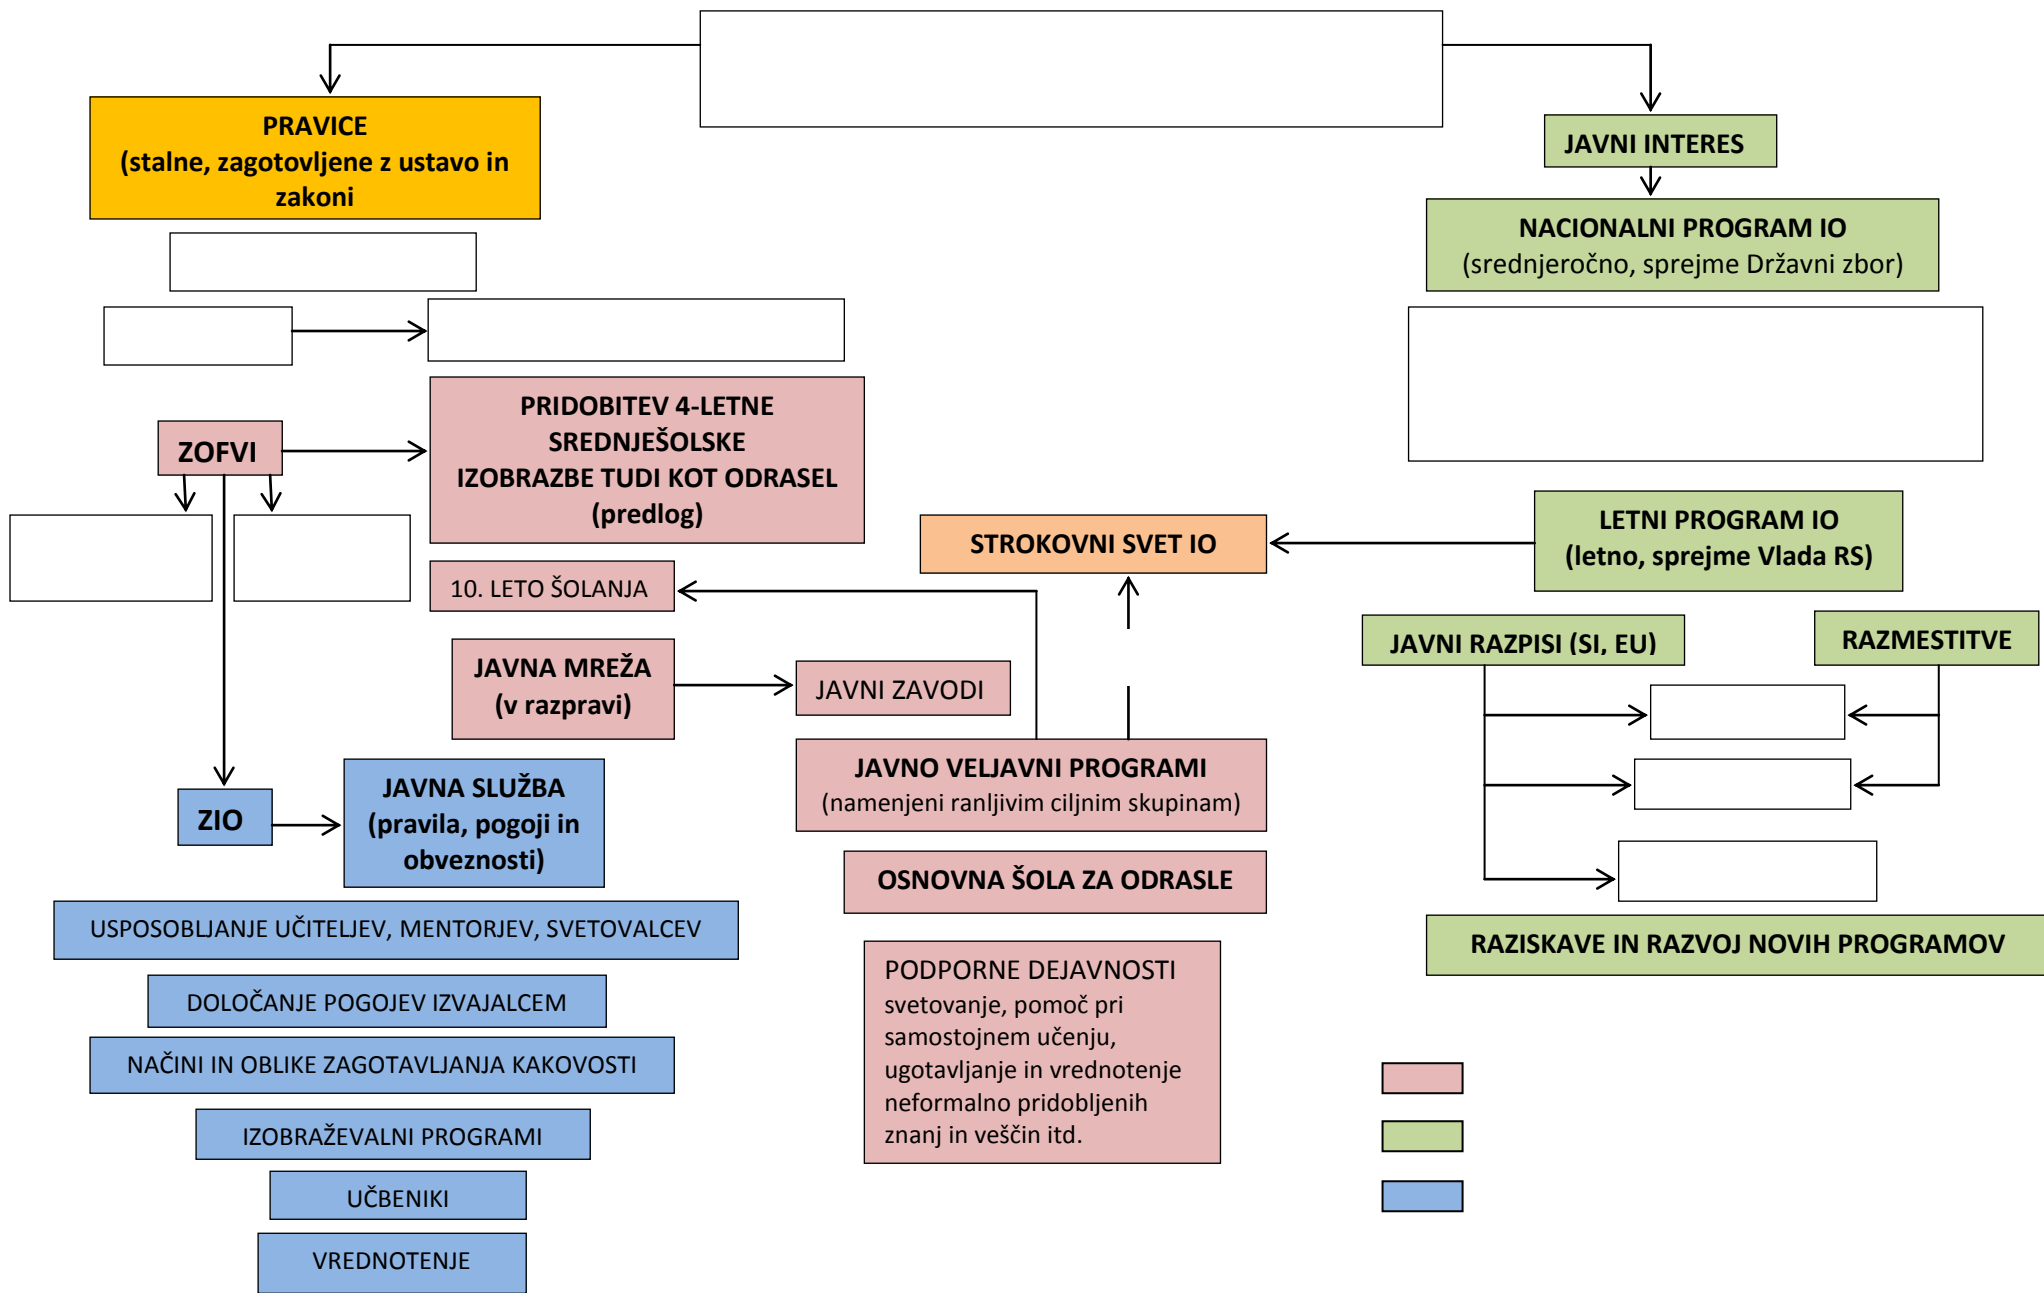 PRAVICE
(stalne, zagotovljene z ustavo in
zakoni
JAVNI INTERES
NACIONALNI PROGRAM IO
(srednjeročno, sprejme Državni zbor)
PRIDOBITEV 4-LETNE
SREDNJEŠOLSKE
IZOBRAZBE TUDI KOT ODRASEL
(predlog)
ZOFVI
STROKOVNI SVET IO
LETNI PROGRAM IO
(letno, sprejme Vlada RS)
10. LETO ŠOLANJA
JAVNI RAZPISI (SI, EU)
RAZMESTITVE
JAVNA MREŽA
(v razpravi)
JAVNI ZAVODI
JAVNO VELJAVNI PROGRAMI
(namenjeni ranljivim ciljnim skupinam)
ZIO
JAVNA SLUŽBA
(pravila, pogoji in
obveznosti)
OSNOVNA ŠOLA ZA ODRASLE
USPOSOBLJANJE UČITELJEV, MENTORJEV, SVETOVALCEV
RAZISKAVE IN RAZVOJ NOVIH PROGRAMOV
DOLOČANJE POGOJEV IZVAJALCEM
NAČINI IN OBLIKE ZAGOTAVLJANJA KAKOVOSTI
IZOBRAŽEVALNI PROGRAMI
UČBENIKI
VREDNOTENJE
PODPORNE DEJAVNOSTI
svetovanje, pomoč pri
samostojnem učenju,
ugotavljanje in vrednotenje
neformalno pridobljenih
znanj in veščin itd.